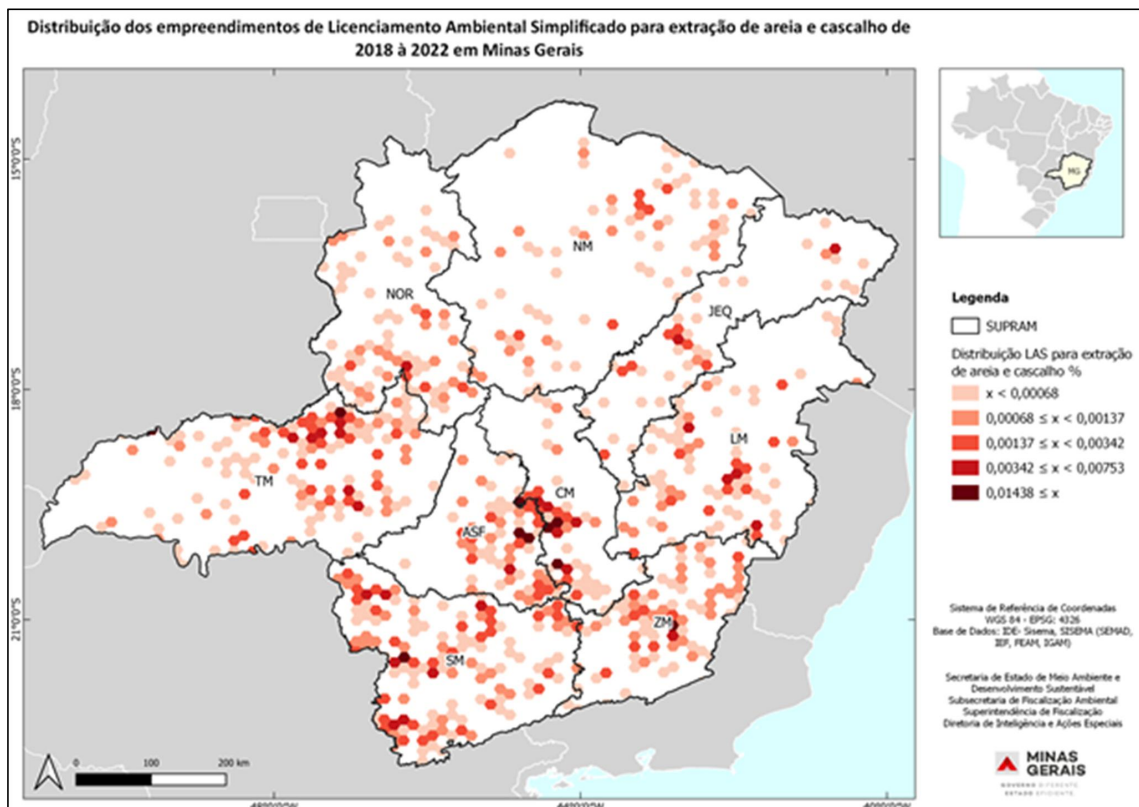 Distribuição dos empreendimentos de Licenciamento Ambiental Simplificado para extração de areia e cascalho de
2018 à 2022 em Minas Gerais
15°0'0"S
18°0'0"S
21°0'0"S
NM
NOR
JEQ
LM
TM
CM
ASF
ZM
SM
0 100 200 km
MG
Legenda
SUPRAM
Distribuição LAS para extração
de areia e cascalho %
x < 0,00068
0,00068 ≤ x < 0,00137
0,00137 ≤ x < 0,00342
0,00342 ≤ x < 0,00753
0,01438 ≤ x
Sistema de Referência de Coordenadas
WGS 84 - EPSG: 4326
Base de Dados: IDE- Sisema, SISEMA (SEMAD,
IEF, FEAM, IGAM)
Secretaria de Estado de Meio Ambiente e
Desenvolvimento Sustentável
Subsecretaria de Fiscalização Ambiental
Superintendência de Fiscalização
Diretoria de Inteligência e Ações Especiais
MINAS
GERAIS
GOVERNO DIFERENTE
ESTADO EFICIENTE